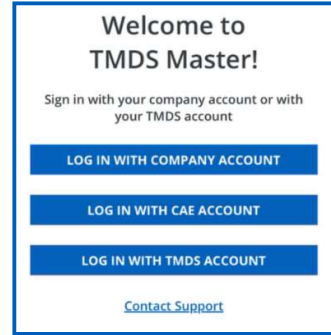 Welcome to
TMDS Master!
Sign in with your company account or with
your TMDS account
LOG IN WITH COMPANY ACCOUNT
LOG IN WITH CAE ACCOUNT
LOG IN WITH TMDS ACCOUNT
Contact Support